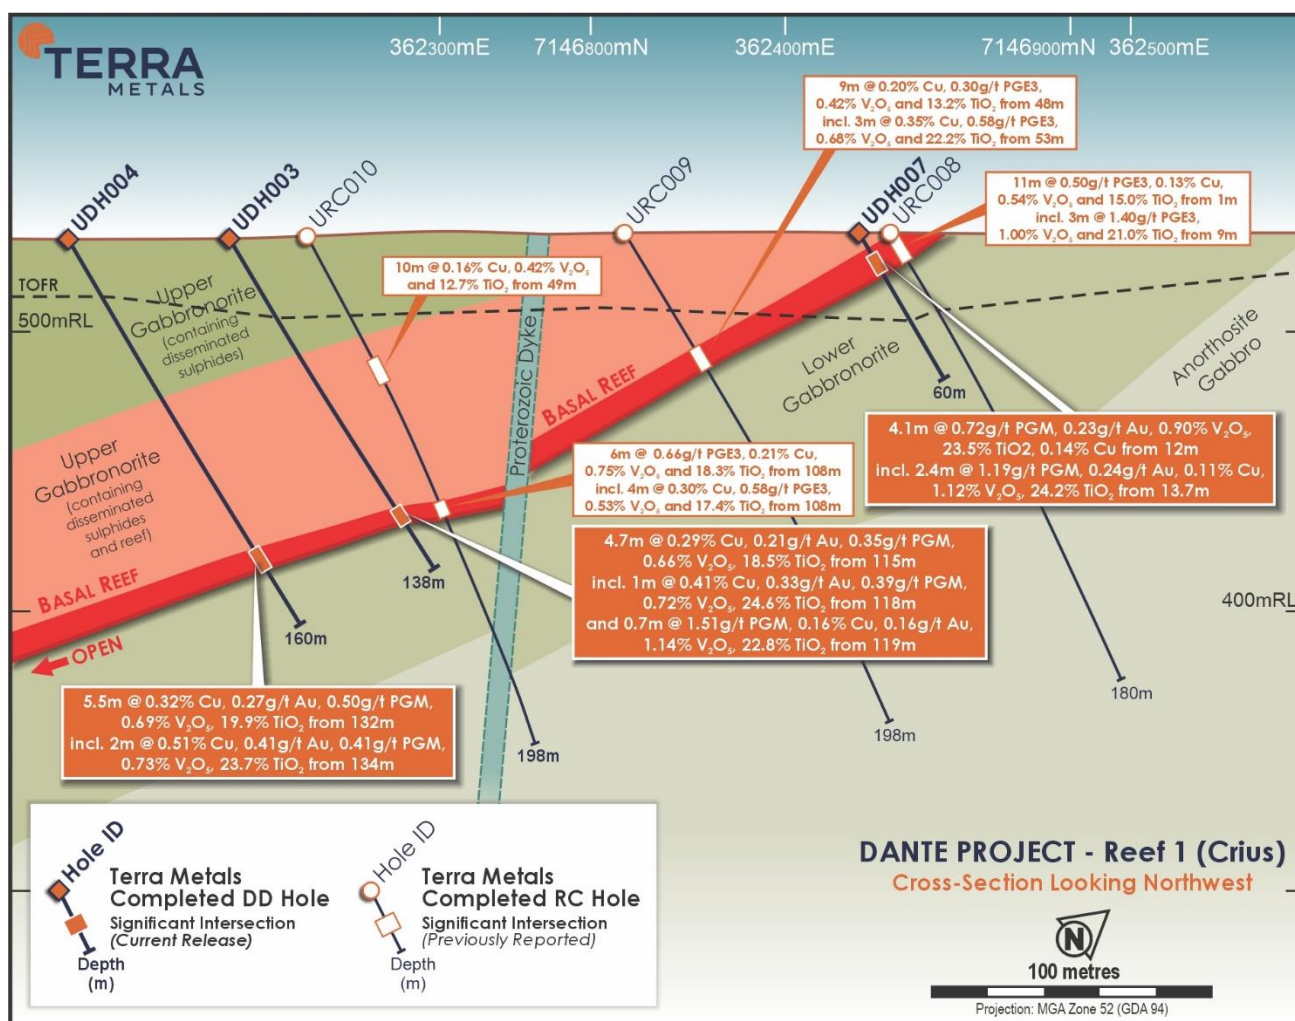 TERRA
METALS
362300mE
7146800mN
362400mE
7146900mN
362500mE
9m @ 0.20% Cu, 0.30g/t PGE3,
0.42% V₂O₅ and 13.2% TiO₂ from 48m
incl. 3m @ 0.35% Cu, 0.58g/t PGE3,
0.68% V₂O₅ and 22.2% TiO₂ from 53m
UDH004
UDH003
URC010
URC009
UDH007
URC008
11m @ 0.50g/t PGE3, 0.13% Cu,
0.54% V₂O₅ and 15.0% TiO₂ from 1m
incl. 3m @ 1.40g/t PGE3,
1.00% V₂O₅ and 21.0% TiO₂ from 9m
10m @ 0.16% Cu, 0.42% V₂O₅
and 12.7% TiO₂ from 49m
TOFR
500mRL
Upper
Gabbronorite
(containing
disseminated
sulphides)
Proterozoic Dyke
BASAL REEF
Lower
Gabbronorite
Anorthosite
Gabbro
60m
4.1m @ 0.72g/t PGM, 0.23g/t Au, 0.90% V₂O₅,
23.5% TiO2, 0.14% Cu from 12m
incl. 2.4m @ 1.19g/t PGM, 0.24g/t Au, 0.11% Cu,
1.12% V₂O₅, 24.2% TiO₂ from 13.7m
Upper
Gabbronorite
(containing
disseminated
sulphides
and reef)
6m @ 0.66g/t PGE3, 0.21% Cu,
0.75% V₂O₅ and 18.3% TiO₂ from 108m
incl. 4m @ 0.30% Cu, 0.58g/t PGE3,
0.53% V₂O₅ and 17.4% TiO₂ from 108m
4.7m @ 0.29% Cu, 0.21g/t Au, 0.35g/t PGM,
0.66% V₂O₅, 18.5% TiO₂ from 115m
incl. 1m @ 0.41% Cu, 0.33g/t Au, 0.39g/t PGM,
0.72% V₂O₅, 24.6% TiO₂ from 118m
and 0.7m @ 1.51g/t PGM, 0.16% Cu, 0.16g/t Au,
1.14% V₂O₅, 22.8% TiO₂ from 119m
138m
BASAL REEF
400mRL
160m
OPEN
5.5m @ 0.32% Cu, 0.27g/t Au, 0.50g/t PGM,
0.69% V₂O₅, 19.9% TiO₂ from 132m
incl. 2m @ 0.51% Cu, 0.41g/t Au, 0.41g/t PGM,
0.73% V₂O₅, 23.7% TiO₂ from 134m
180m
198m
198m
Hole ID
Terra Metals
Completed DD Hole
Significant Intersection
(Current Release)
Depth
(m)
Hole ID
Terra Metals
Completed RC Hole
Significant Intersection
(Previously Reported)
Depth
(m)
DANTE PROJECT - Reef 1 (Crius)
Cross-Section Looking Northwest
N
100 metres
Projection: MGA Zone 52 (GDA 94)